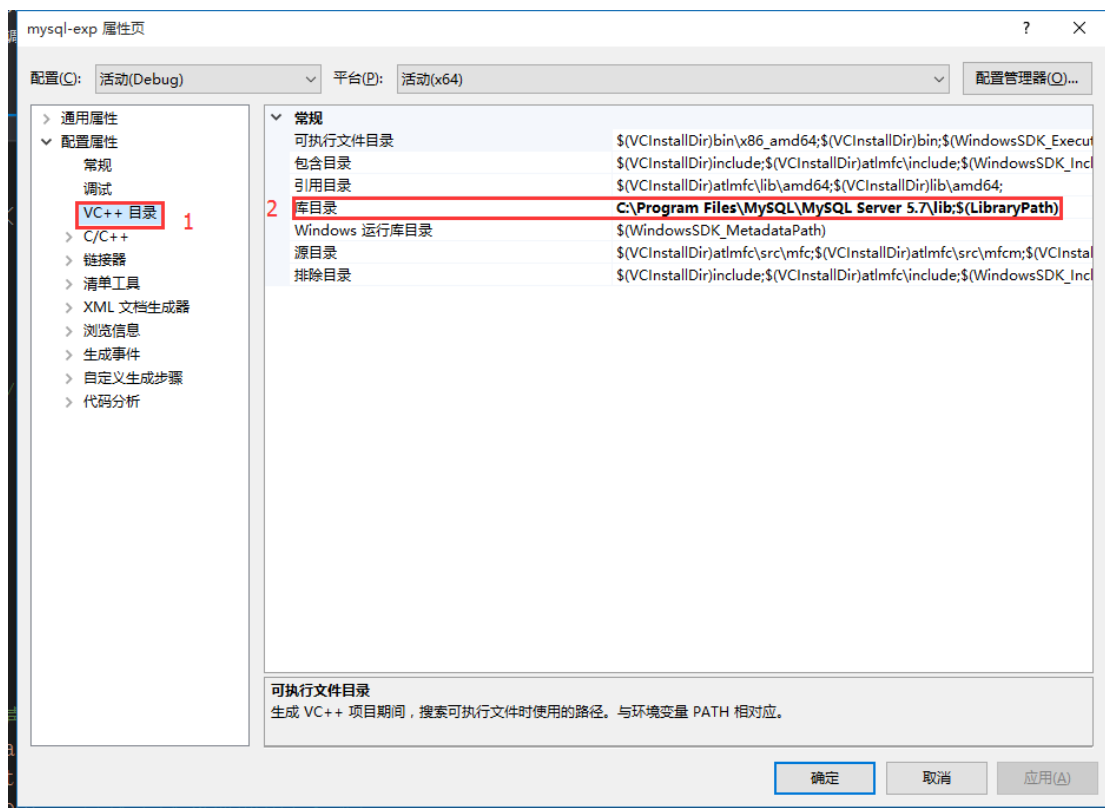 mysql-exp 属性页
配置(C): 活动(Debug) 平台(P): 活动(x64) 配置管理器(O)...
通用属性
配置属性
常规
调试
VC++ 目录 1
C/C++
链接器
清单工具
XML 文档生成器
浏览信息
生成事件
自定义生成步骤
代码分析
常规
可执行文件目录 $(VCInstallDir)bin\x86_amd64;$(VCInstallDir)bin;$(WindowsSDK_Execut
包含目录 $(VCInstallDir)include;$(VCInstallDir)atlmfc\include;$(WindowsSDK_Incl
引用目录 $(VCInstallDir)atlmfc\lib\amd64;$(VCInstallDir)lib\amd64;
2 库目录 C:\Program Files\MySQL\MySQL Server 5.7\lib;$(LibraryPath)
Windows 运行库目录 $(WindowsSDK_MetadataPath)
源目录 $(VCInstallDir)atlmfc\src\mfc;$(VCInstallDir)atlmfc\src\mfcm;$(VCInstal
排除目录 $(VCInstallDir)include;$(VCInstallDir)atlmfc\include;$(WindowsSDK_Incl
可执行文件目录
生成 VC++ 项目期间，搜索可执行文件时使用的路径。与环境变量 PATH 相对应。
确定 取消 应用(A)